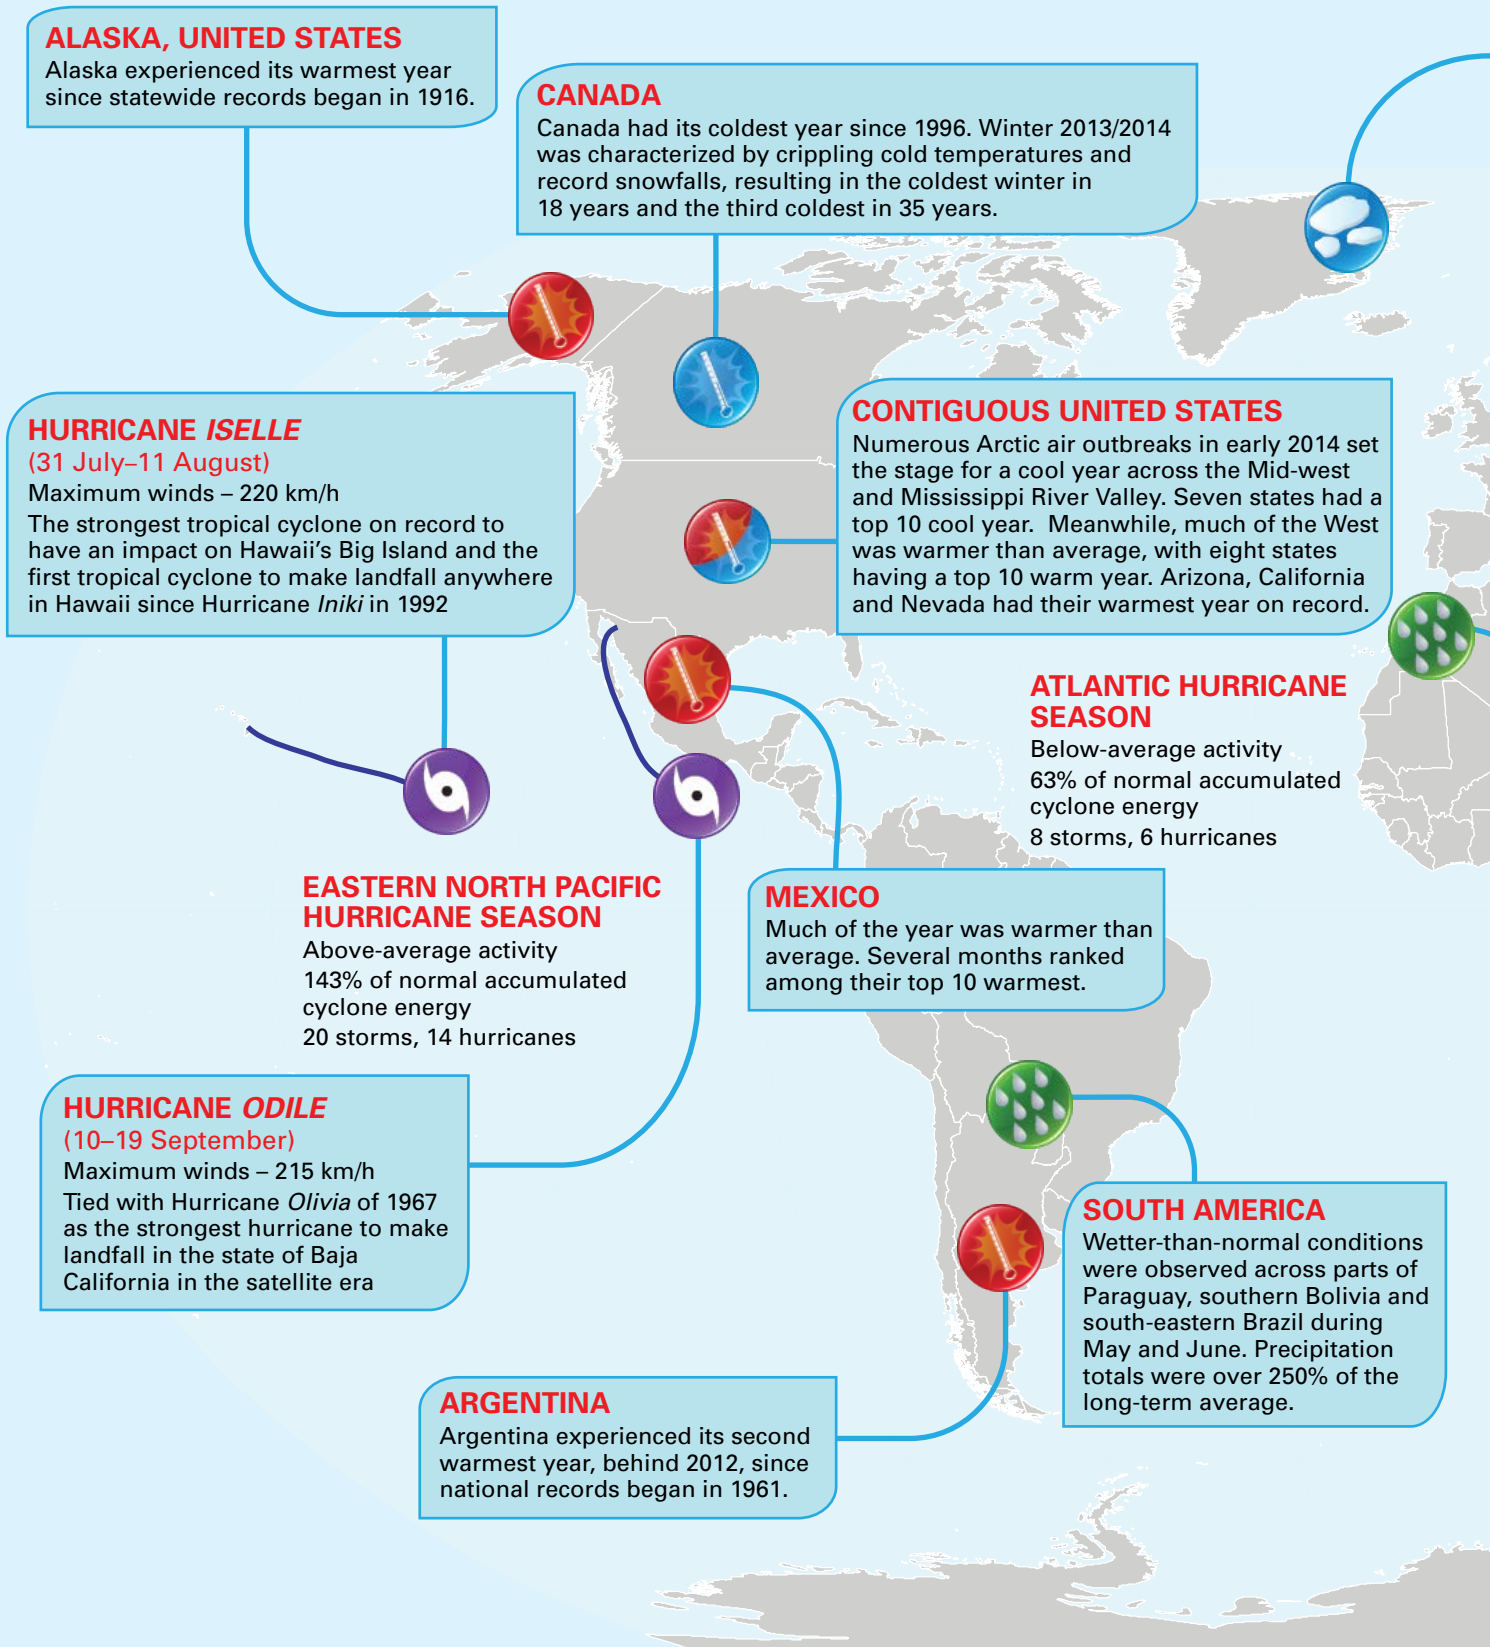 ALASKA, UNITED STATES
Alaska experienced its warmest year
since statewide records began in 1916.
CANADA
Canada had its coldest year since 1996. Winter 2013/2014
was characterized by crippling cold temperatures and
record snowfalls, resulting in the coldest winter in
18 years and the third coldest in 35 years.
HURRICANE ISELLE
(31 July–11 August)
Maximum winds – 220 km/h
The strongest tropical cyclone on record to
have an impact on Hawaii’s Big Island and the
first tropical cyclone to make landfall anywhere
in Hawaii since Hurricane Iniki in 1992
CONTIGUOUS UNITED STATES
Numerous Arctic air outbreaks in early 2014 set
the stage for a cool year across the Mid-west
and Mississippi River Valley. Seven states had a
top 10 cool year. Meanwhile, much of the West
was warmer than average, with eight states
having a top 10 warm year. Arizona, California
and Nevada had their warmest year on record.
ATLANTIC HURRICANE
SEASON
Below-average activity
63% of normal accumulated
cyclone energy
8 storms, 6 hurricanes
EASTERN NORTH PACIFIC
HURRICANE SEASON
Above-average activity
143% of normal accumulated
cyclone energy
20 storms, 14 hurricanes
MEXICO
Much of the year was warmer than
average. Several months ranked
among their top 10 warmest.
HURRICANE ODILE
(10–19 September)
Maximum winds – 215 km/h
Tied with Hurricane Olivia of 1967
as the strongest hurricane to make
landfall in the state of Baja
California in the satellite era
SOUTH AMERICA
Wetter-than-normal conditions
were observed across parts of
Paraguay, southern Bolivia and
south-eastern Brazil during
May and June. Precipitation
totals were over 250% of the
long-term average.
ARGENTINA
Argentina experienced its second
warmest year, behind 2012, since
national records began in 1961.